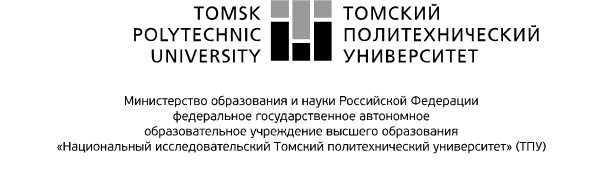 TOMSK
POLYTECHNIC
UNIVERSITY
ТОМСКИЙ
ПОЛИТЕХНИЧЕСКИЙ
УНИВЕРСИТЕТ
Министерство образования и науки Российской Федерации
федеральное государственное автономное
образовательное учреждение высшего образования
«Национальный исследовательский Томский политехнический университет» (ТПУ)